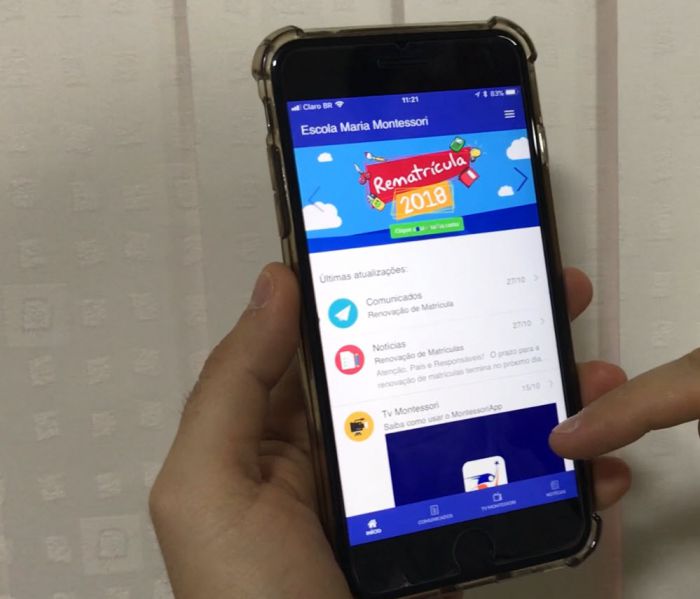 Claro BR
11:21
83%
Escola Maria Montessori
Rematrícula
2018
Últimas atualizações:
Comunicados
27/10
Renovação de Matrícula
Notícias
27/10
Renovação de Matrículas
Atenção, Pais e Responsáveis! O prazo para a
renovação de matrículas termina no próximo dia
Tv Montessori
15/10
Saiba como usar o MontessoriApp
INÍCIO
COMUNICADOS
TV MONTESSORI
NOTÍCIAS